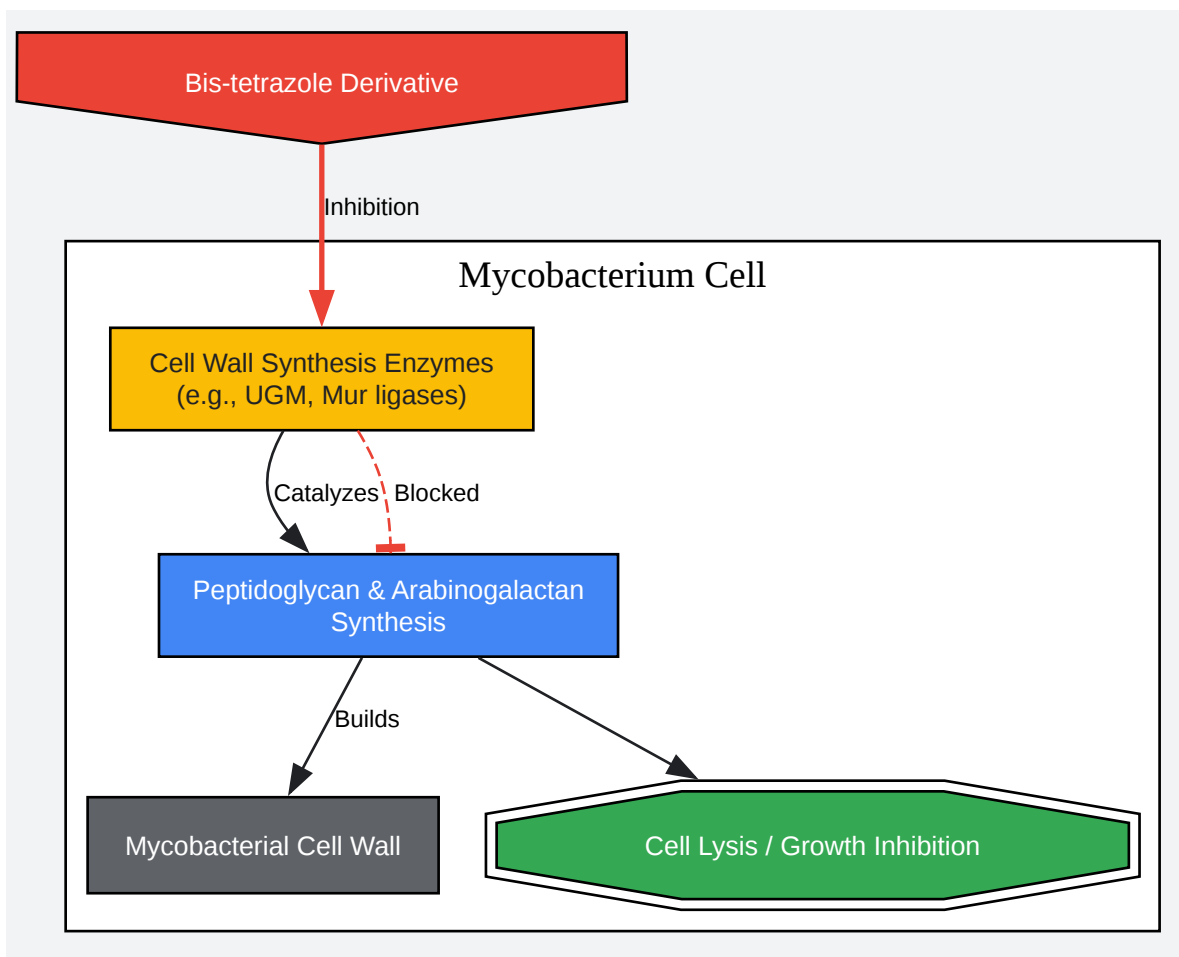 Bis-tetrazole Derivative
Inhibition
Mycobacterium Cell
Cell Wall Synthesis Enzymes
(e.g., UGM, Mur ligases)
Catalyzes
Blocked
Peptidoglycan & Arabinogalactan
Synthesis
Builds
Mycobacterial Cell Wall
Cell Lysis / Growth Inhibition